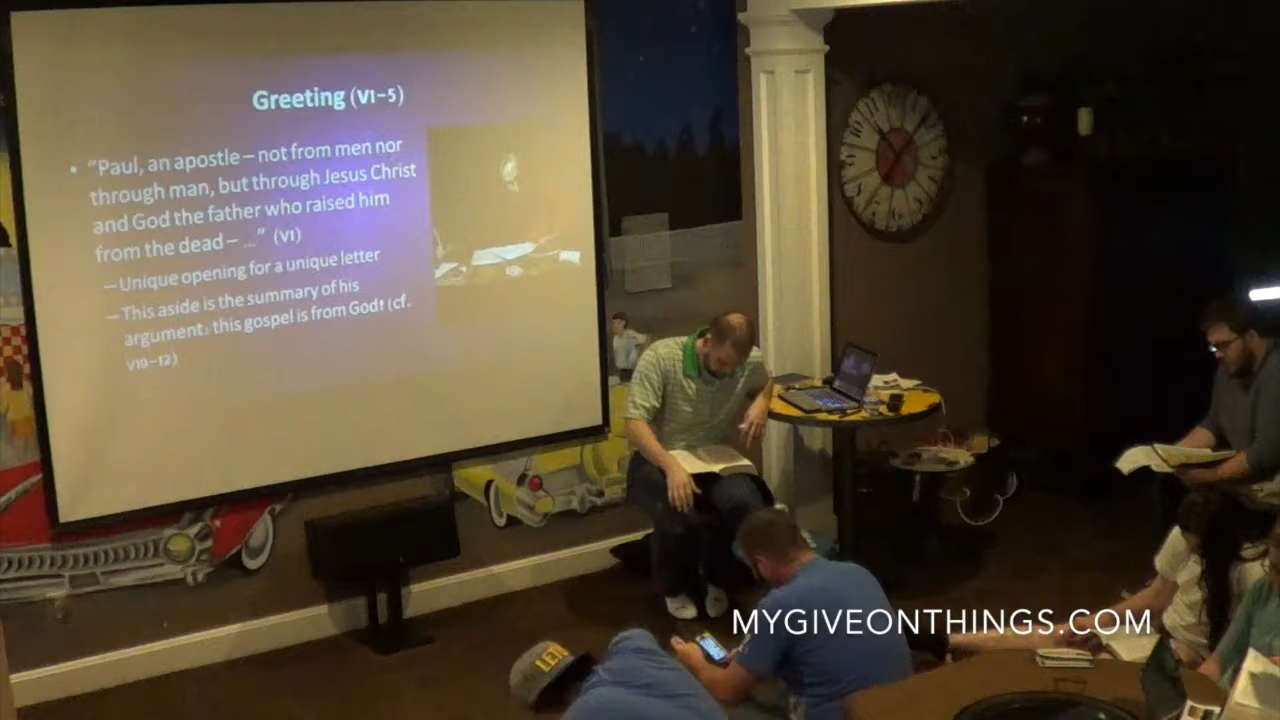 Greeting (v1-5)
• "Paul, an apostle – not from men nor
through man, but through Jesus Christ
and God the father who raised him
from the dead – ..." (v1)
– Unique opening for a unique letter
– This aside is the summary of his
argument: this gospel is from God! (cf.
v10-12)
MYGIVEONTHINGS.COM